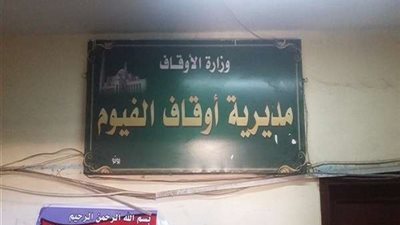 وزارة الأوقاف
مديرية أوقاف الفيوم
بسم الله الرحمن الرحيم